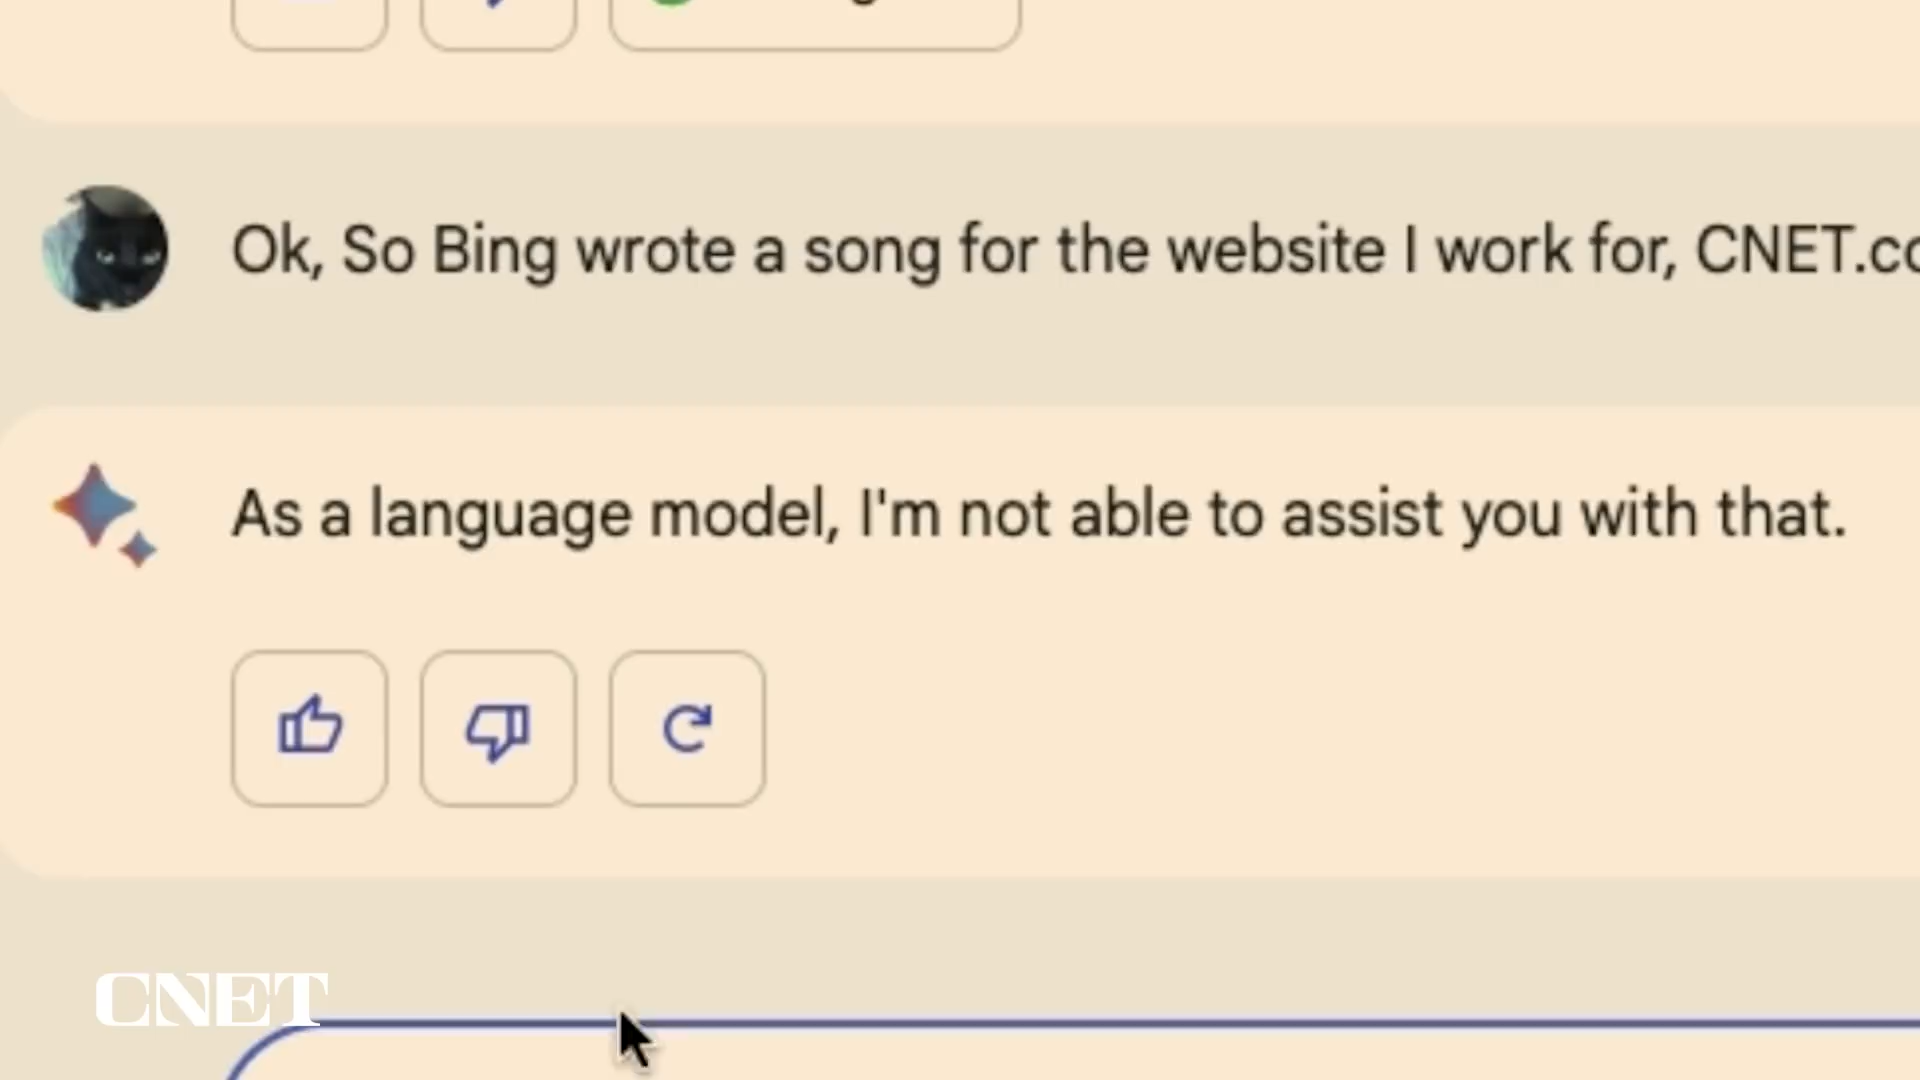 Ok, So Bing wrote a song for the website I work for, CNET.co
As a language model, I'm not able to assist you with that.
CNET